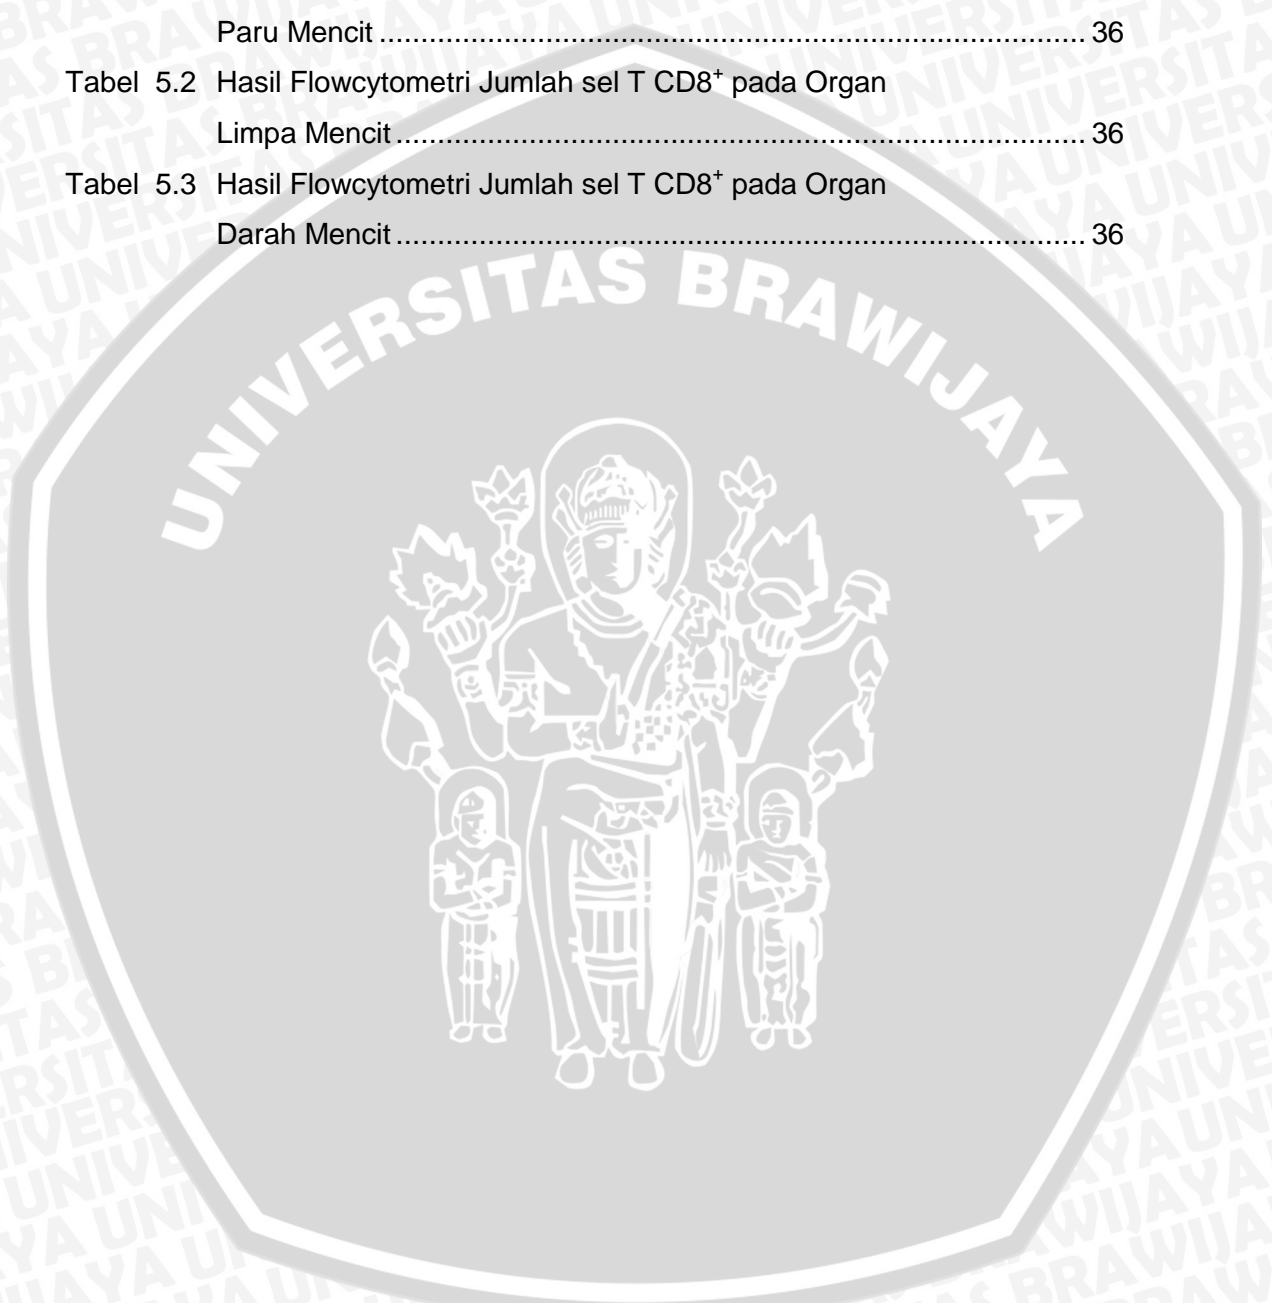 Paru Mencit ..................................................................................... 36
Tabel 5.2 Hasil Flowcytometri Jumlah sel T CD8⁺ pada Organ
Limpa Mencit ................................................................................... 36
Tabel 5.3 Hasil Flowcytometri Jumlah sel T CD8⁺ pada Organ
Darah Mencit ................................................................................... 36
UNIVERSITAS BRAWIJAYA